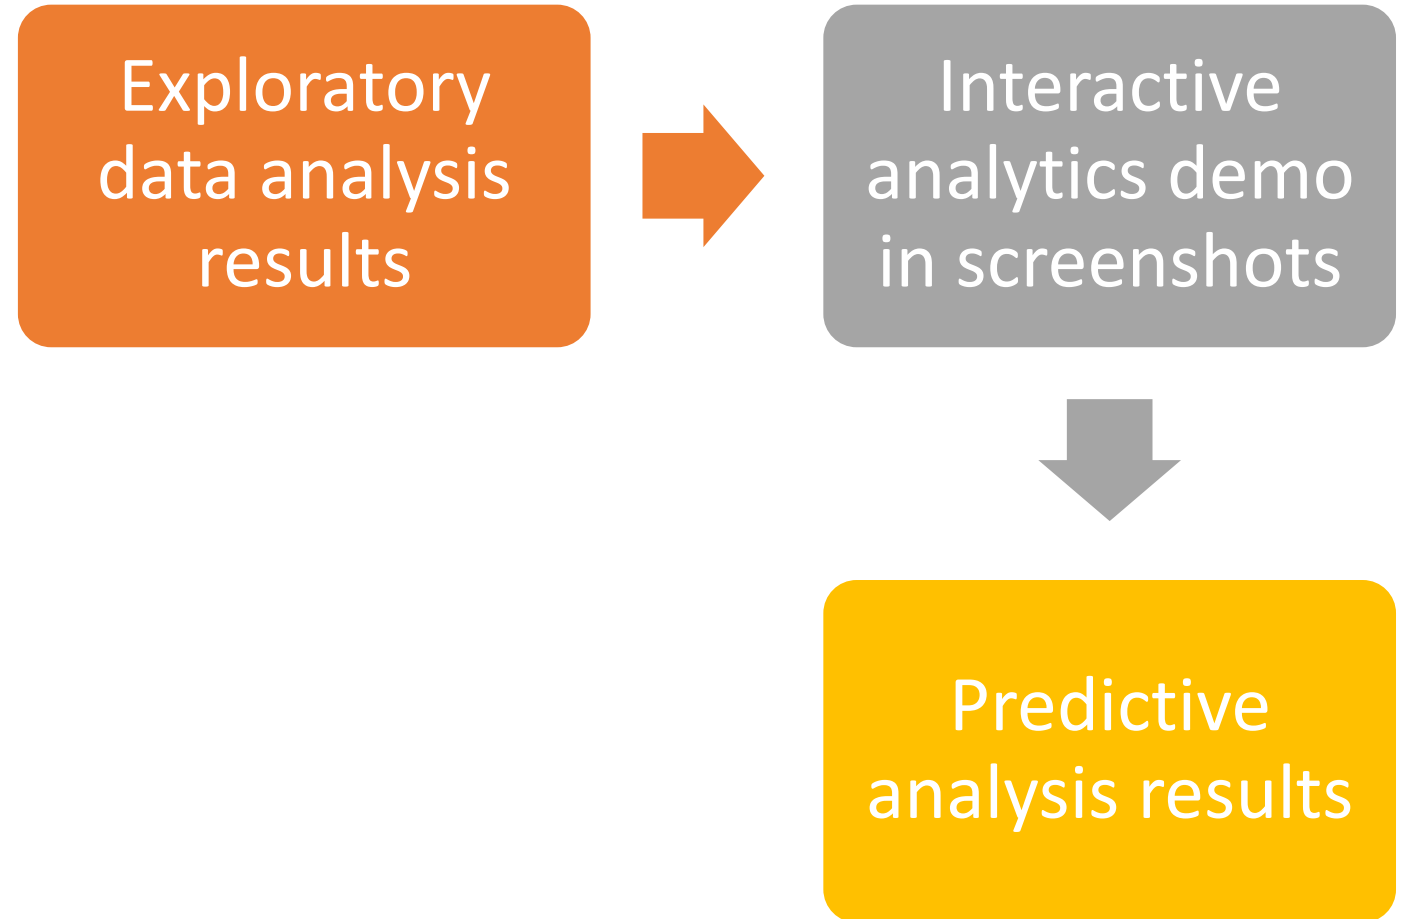 Exploratory
data analysis
results
Interactive
analytics demo
in screenshots
Predictive
analysis results